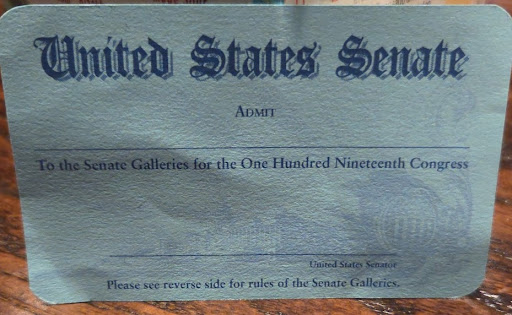 United States Senate
Admit
To the Senate Galleries for the One Hundred Nineteenth Congress
United States Senator
Please see reverse side for rules of the Senate Galleries.